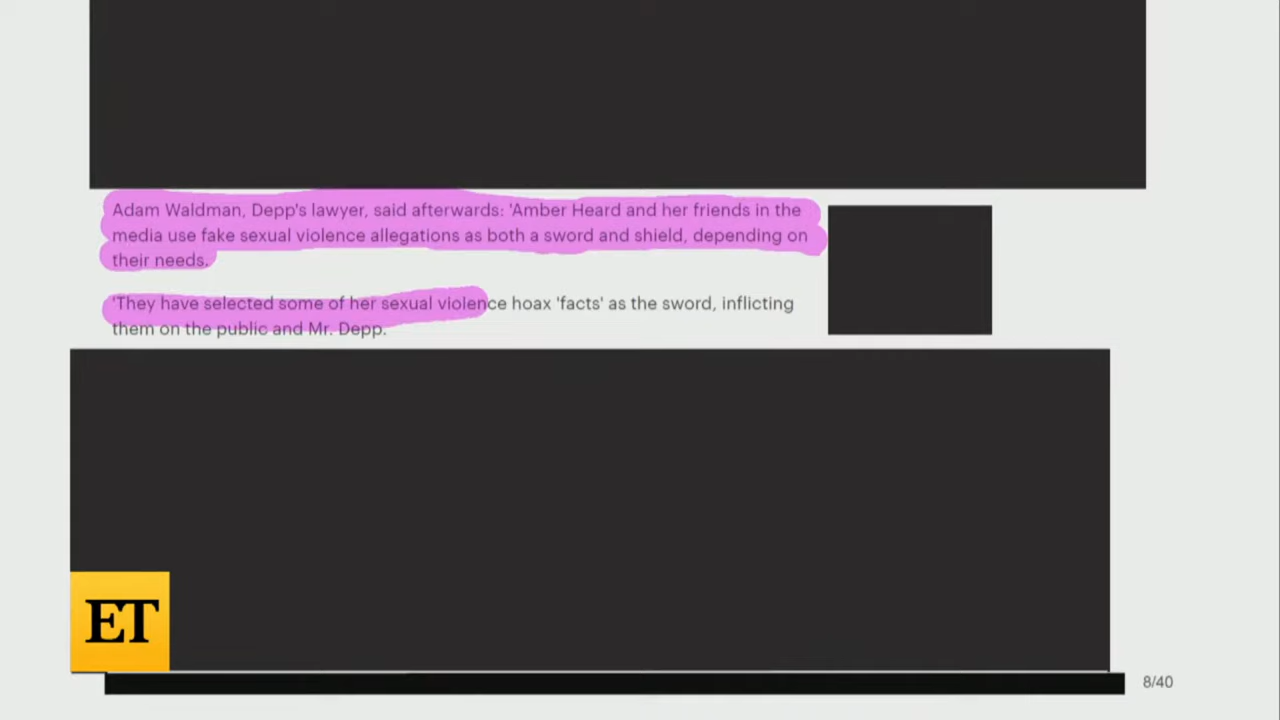 Adam Waldman, Depp's lawyer, said afterwards: 'Amber Heard and her friends in the
media use fake sexual violence allegations as both a sword and shield, depending on
their needs.
'They have selected some of her sexual violence hoax 'facts' as the sword, inflicting
them on the public and Mr. Depp.
ET
8/40